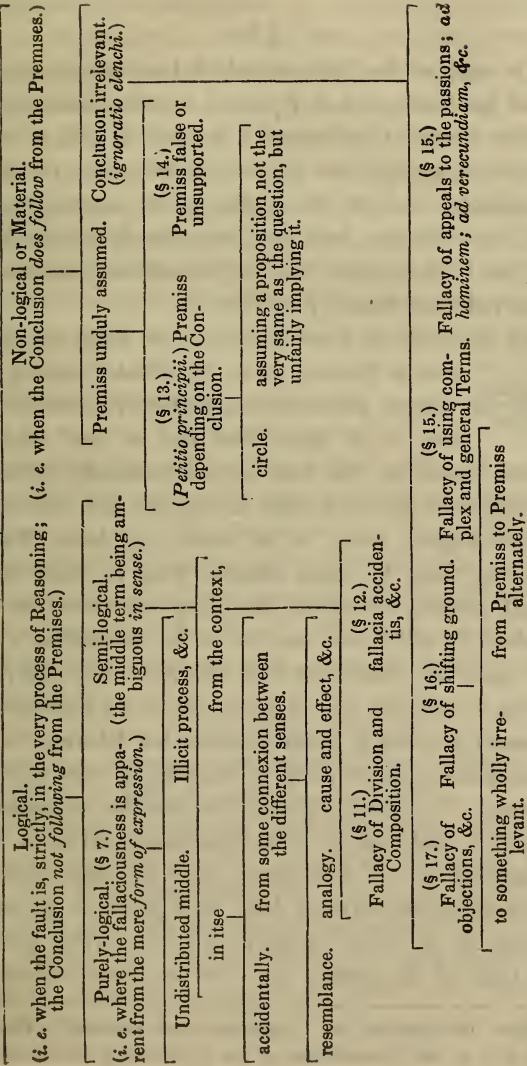 Logical.
(i. e. when the fault is, strictly, in the very process of Reasoning;
the Conclusion not following from the Premises.)
Non-logical or Material.
(i. e. when the Conclusion does follow from the Premises.)
Purely-logical. (§ 7.)
(i. e. where the fallaciousness is appa-
rent from the mere form of expression.)
Semi-logical.
(the middle term being am-
biguous in sense.)
Premiss unduly assumed.
Conclusion irrelevant.
(ignoratio elenchi.)
Undistributed middle.
Illicit process, &c.
(§ 13.)
(Petitio principii.) Premiss
depending on the Con-
clusion.
(§ 14.)
Premiss false or
unsupported.
in itse
from the context,
circle.
assuming a proposition not the
very same as the question, but
unfairly implying it.
accidentally.
from some connexion between
the different senses.
resemblance.
analogy.
cause and effect, &c.
(§ 11.)
Fallacy of Division and
Composition.
(§ 12.)
fallacia acciden-
tis, &c.
(§ 17.)
Fallacy of
objections, &c.
(§ 16.)
Fallacy of shifting ground.
(§ 15.)
Fallacy of using com-
plex and general Terms.
(§ 15.)
Fallacy of appeals to the passions; ad
hominem; ad verecundiam, &c.
to something wholly irre-
levant.
from Premiss to Premiss
alternately.